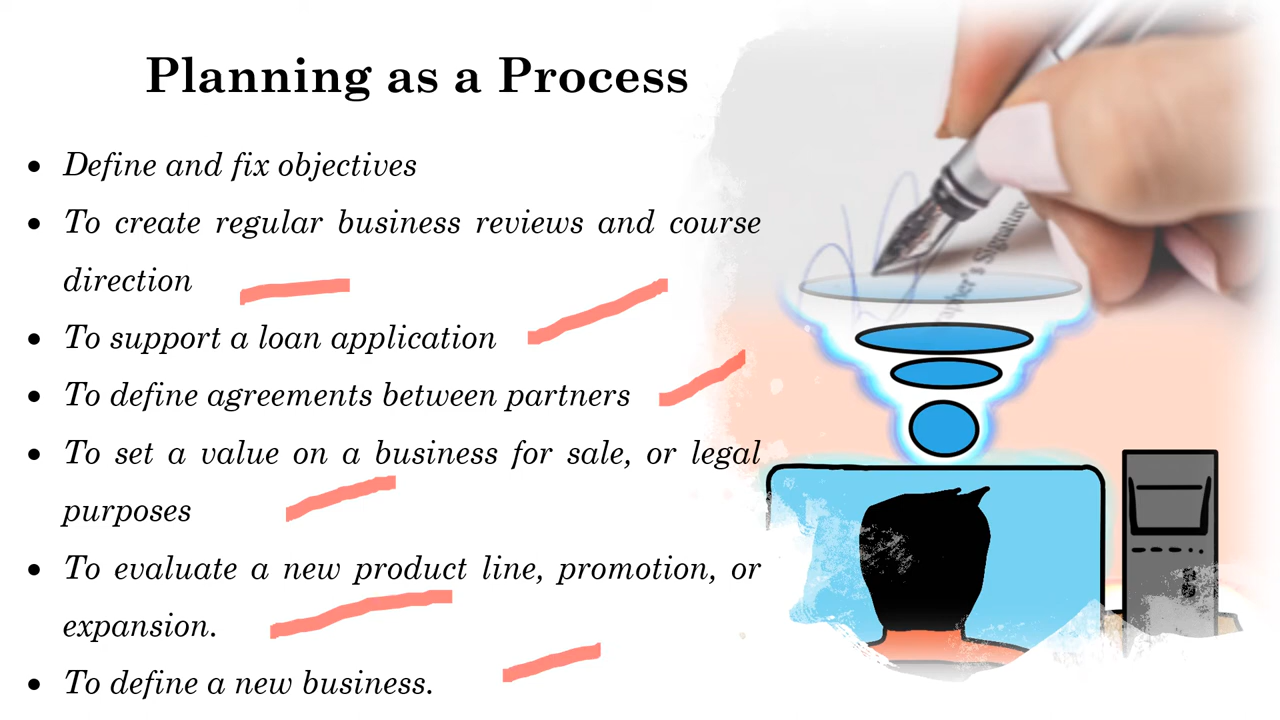 Planning as a Process
• Define and fix objectives
• To create regular business reviews and course
direction
• To support a loan application
• To define agreements between partners
• To set a value on a business for sale, or legal
purposes
• To evaluate a new product line, promotion, or
expansion.
• To define a new business.
Signature